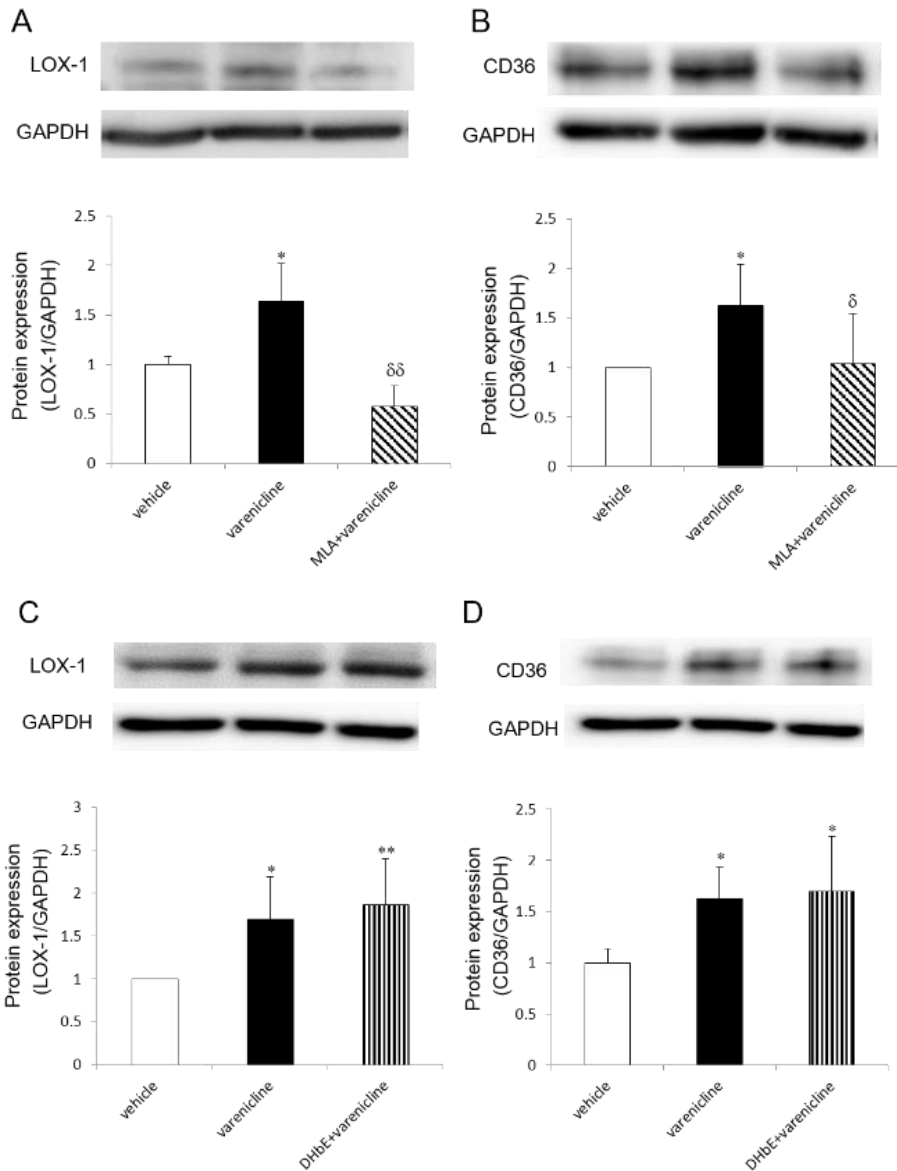 A
LOX-1
GAPDH
Protein expression
(LOX-1/GAPDH)
2.5
2
1.5
1
0.5
0
*
δδ
vehicle
varenicline
MLA+varenicline
B
CD36
GAPDH
Protein expression
(CD36/GAPDH)
2.5
2
1.5
1
0.5
0
*
δ
vehicle
varenicline
MLA+varenicline
C
LOX-1
GAPDH
Protein expression
(LOX-1/GAPDH)
3
2.5
2
1.5
1
0.5
0
*
**
vehicle
varenicline
DHbE+varenicline
D
CD36
GAPDH
Protein expression
(CD36/GAPDH)
2.5
2
1.5
1
0.5
0
*
*
vehicle
varenicline
DHbE+varenicline